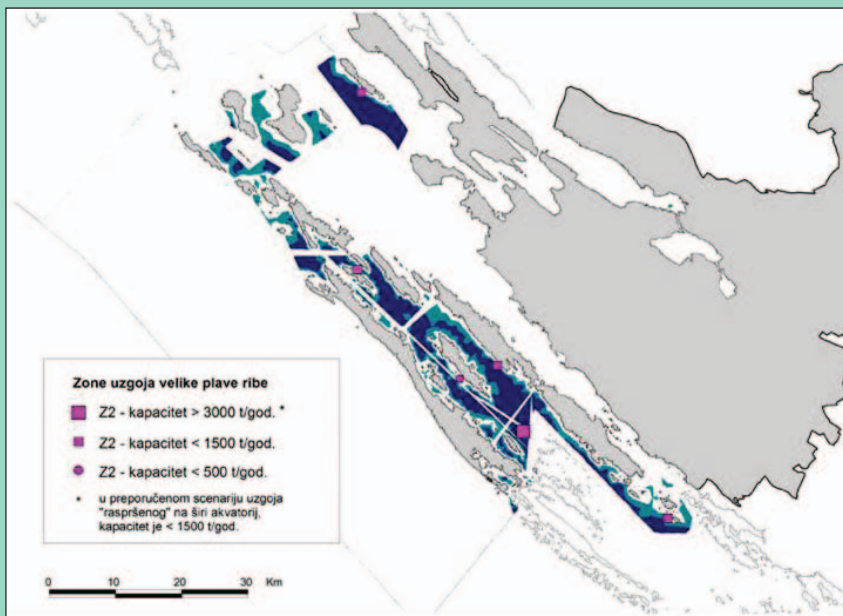 Zone uzgoja velike plave ribe
Z2 - kapacitet > 3000 t/god. *
Z2 - kapacitet < 1500 t/god.
Z2 - kapacitet < 500 t/god.
* u preporučenom scenariju uzgoja
"raspršenog" na širi akvatorij,
kapacitet je < 1500 t/god.
0 10 20 30 Km